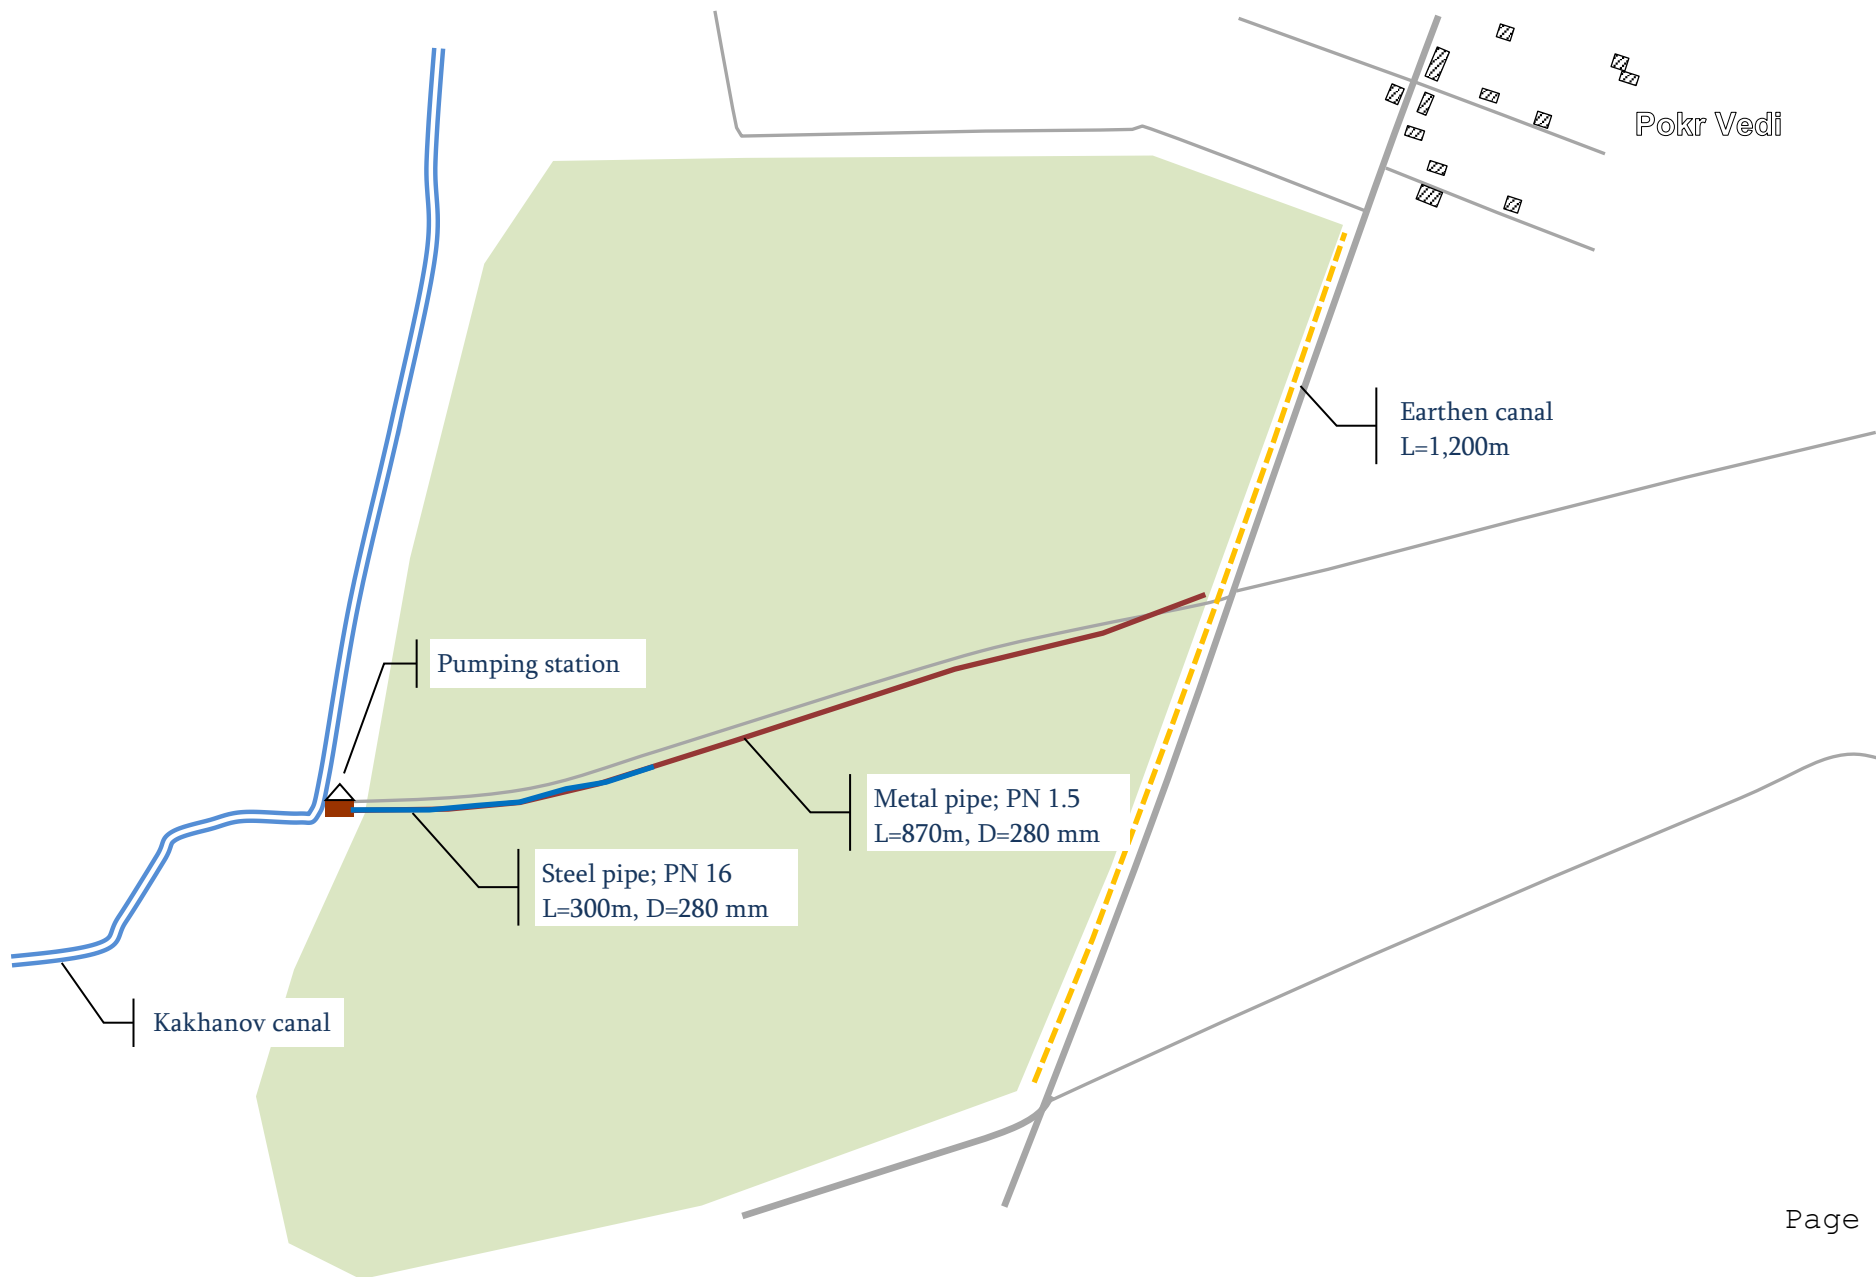 Pokr Vedi
Earthen canal
L=1,200m
Pumping station
Metal pipe; PN 1.5
L=870m, D=280 mm
Steel pipe; PN 16
L=300m, D=280 mm
Kakhanov canal
Page